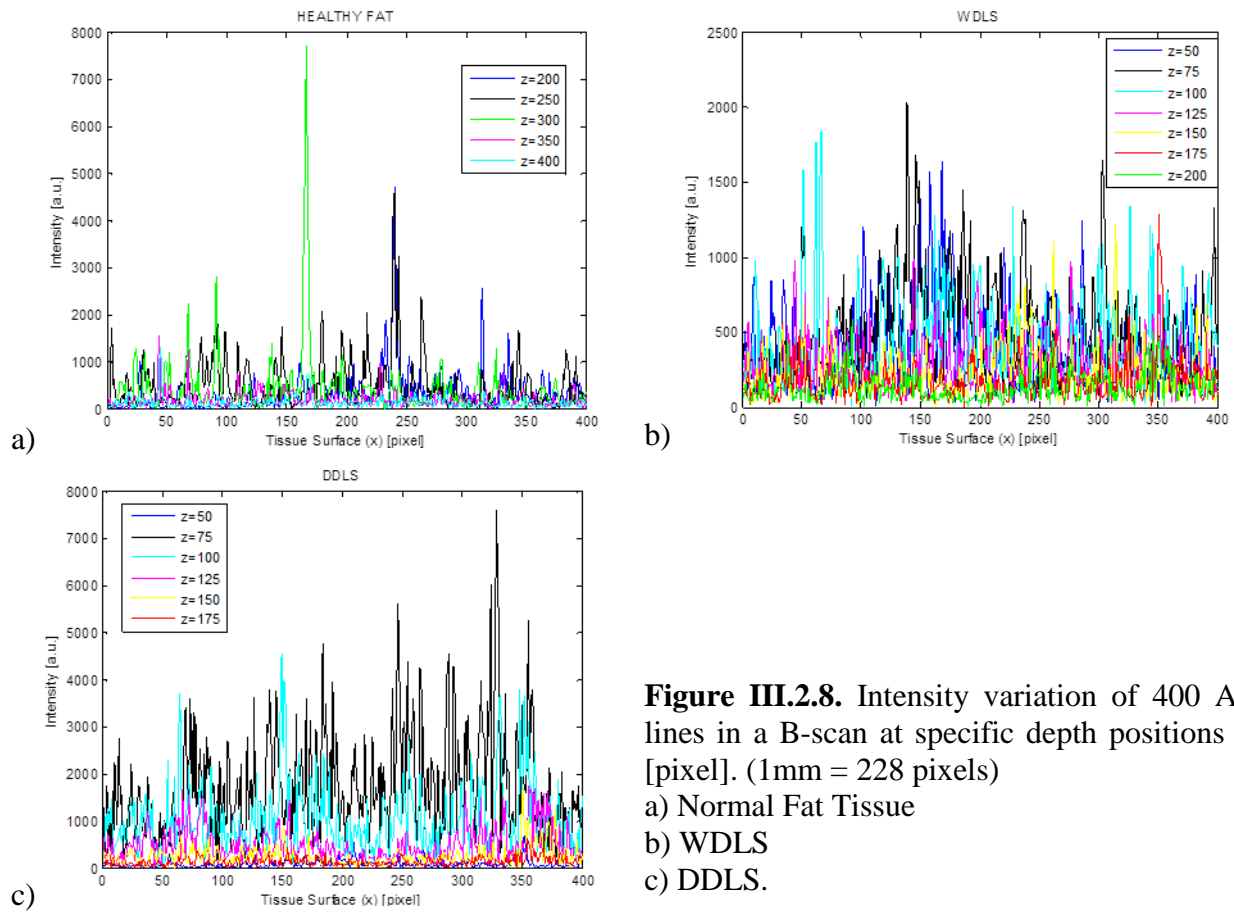 HEALTHY FAT
8000
7000
6000
5000
4000
3000
2000
1000
0
Intensity [a.u.]
z=200
z=250
z=300
z=350
z=400
0 50 100 150 200 250 300 350 400
Tissue Surface (x) [pixel]
a)
WDLS
2500
2000
1500
1000
500
0
Intensity [a.u.]
z=50
z=75
z=100
z=125
z=150
z=175
z=200
0 50 100 150 200 250 300 350 400
Tissue Surface (x) [pixel]
b)
DDLS
8000
7000
6000
5000
4000
3000
2000
1000
0
Intensity [a.u.]
z=50
z=75
z=100
z=125
z=150
z=175
0 50 100 150 200 250 300 350 400
Tissue Surface (x) [pixel]
c)
Figure III.2.8. Intensity variation of 400 A
lines in a B-scan at specific depth positions
[pixel]. (1mm = 228 pixels)
a) Normal Fat Tissue
b) WDLS
c) DDLS.